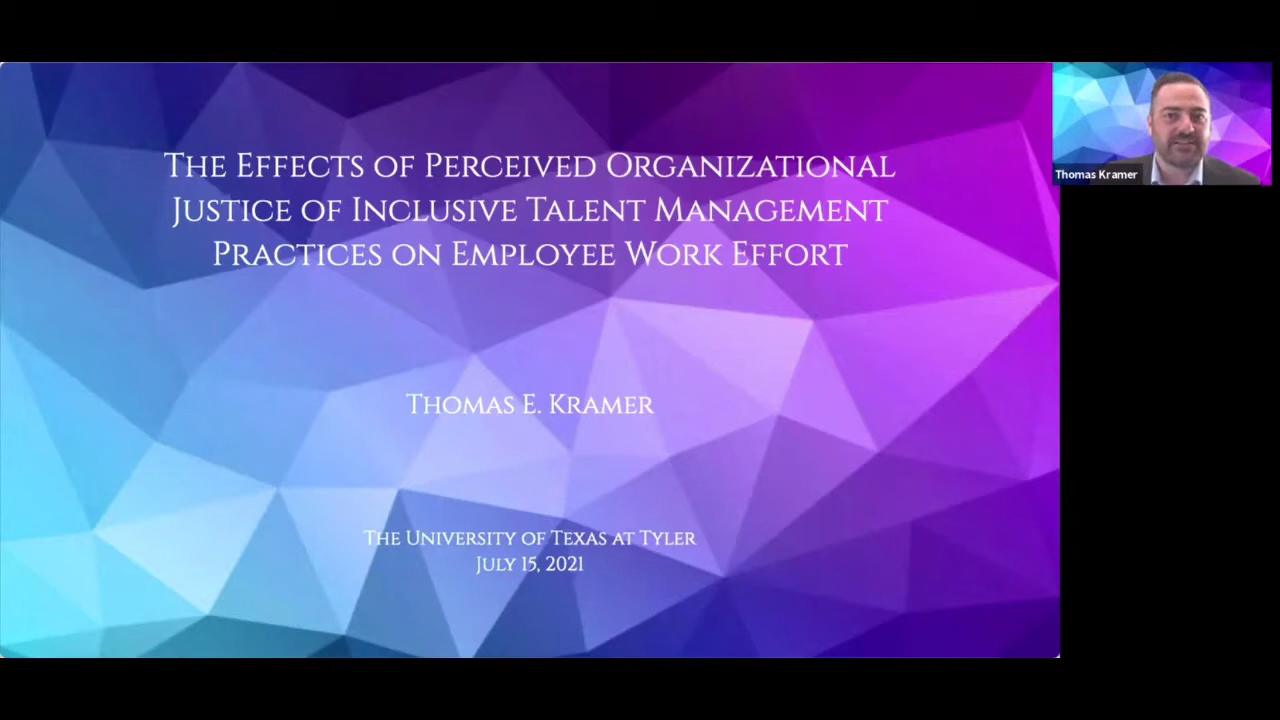 The Effects of Perceived Organizational
Justice of Inclusive Talent Management
Practices on Employee Work Effort
Thomas E. Kramer
The University of Texas at Tyler
July 15, 2021
Thomas Kramer